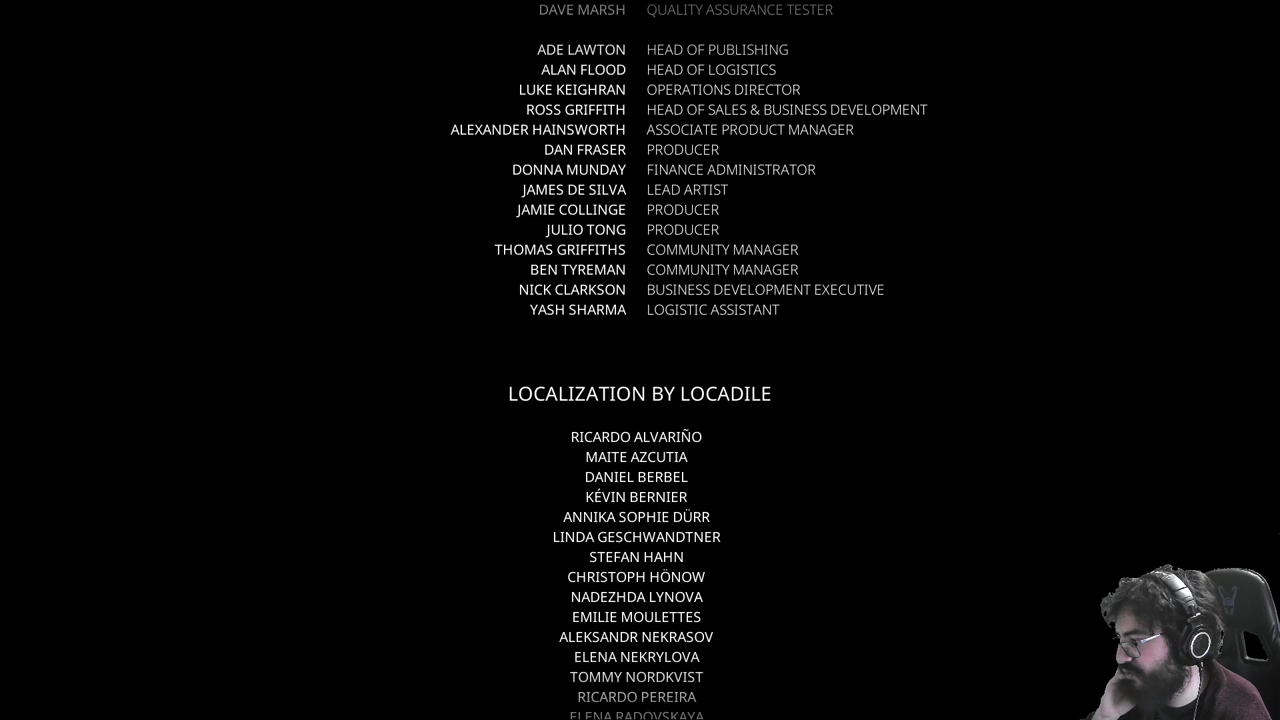 DAVE MARSH QUALITY ASSURANCE TESTER
ADE LAWTON HEAD OF PUBLISHING
ALAN FLOOD HEAD OF LOGISTICS
LUKE KEIGHRAN OPERATIONS DIRECTOR
ROSS GRIFFITH HEAD OF SALES & BUSINESS DEVELOPMENT
ALEXANDER HAINSWORTH ASSOCIATE PRODUCT MANAGER
DAN FRASER PRODUCER
DONNA MUNDAY FINANCE ADMINISTRATOR
JAMES DE SILVA LEAD ARTIST
JAMIE COLLINGE PRODUCER
JULIO TONG PRODUCER
THOMAS GRIFFITHS COMMUNITY MANAGER
BEN TYREMAN COMMUNITY MANAGER
NICK CLARKSON BUSINESS DEVELOPMENT EXECUTIVE
YASH SHARMA LOGISTIC ASSISTANT
LOCALIZATION BY LOCADILE
RICARDO ALVARIÑO
MAITE AZCUTIA
DANIEL BERBEL
KÉVIN BERNIER
ANNIKA SOPHIE DÜRR
LINDA GESCHWANDTNER
STEFAN HAHN
CHRISTOPH HÖNOW
NADEZHDA LYNOVA
EMILIE MOULETTES
ALEKSANDR NEKRASOV
ELENA NEKRYLOVA
TOMMY NORDKVIST
RICARDO PEREIRA
ELENA RADOVSKAYA